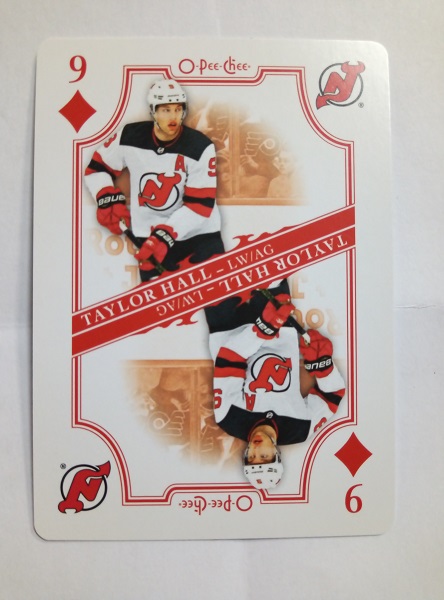 9
O-Pee-Chee
TAYLOR HALL – LW/AG
TAYLOR HALL – LW/AG
O-Pee-Chee
9